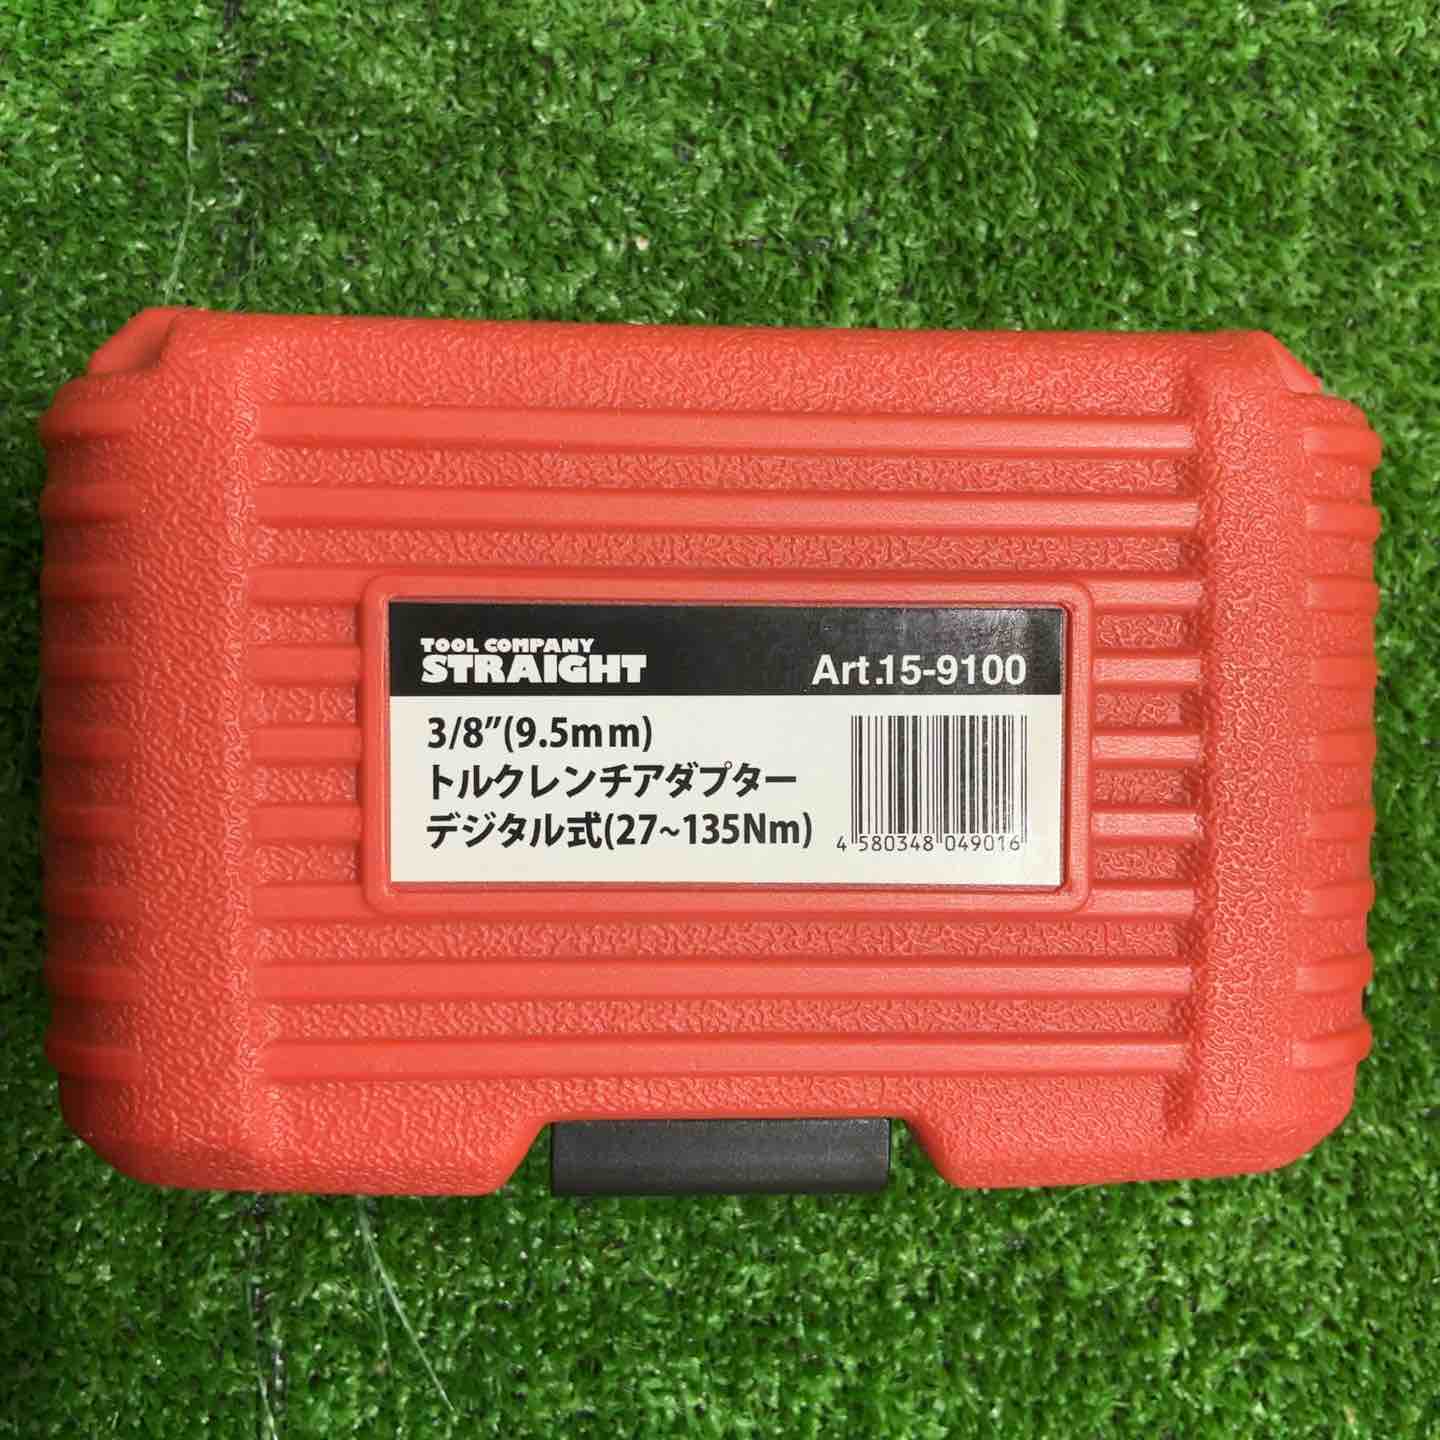 TOOL COMPANY
STRAIGHT
Art.15-9100
3/8”(9.5mm)
トルクレンチアダプター
デジタル式(27~135Nm)
4 580348 049016